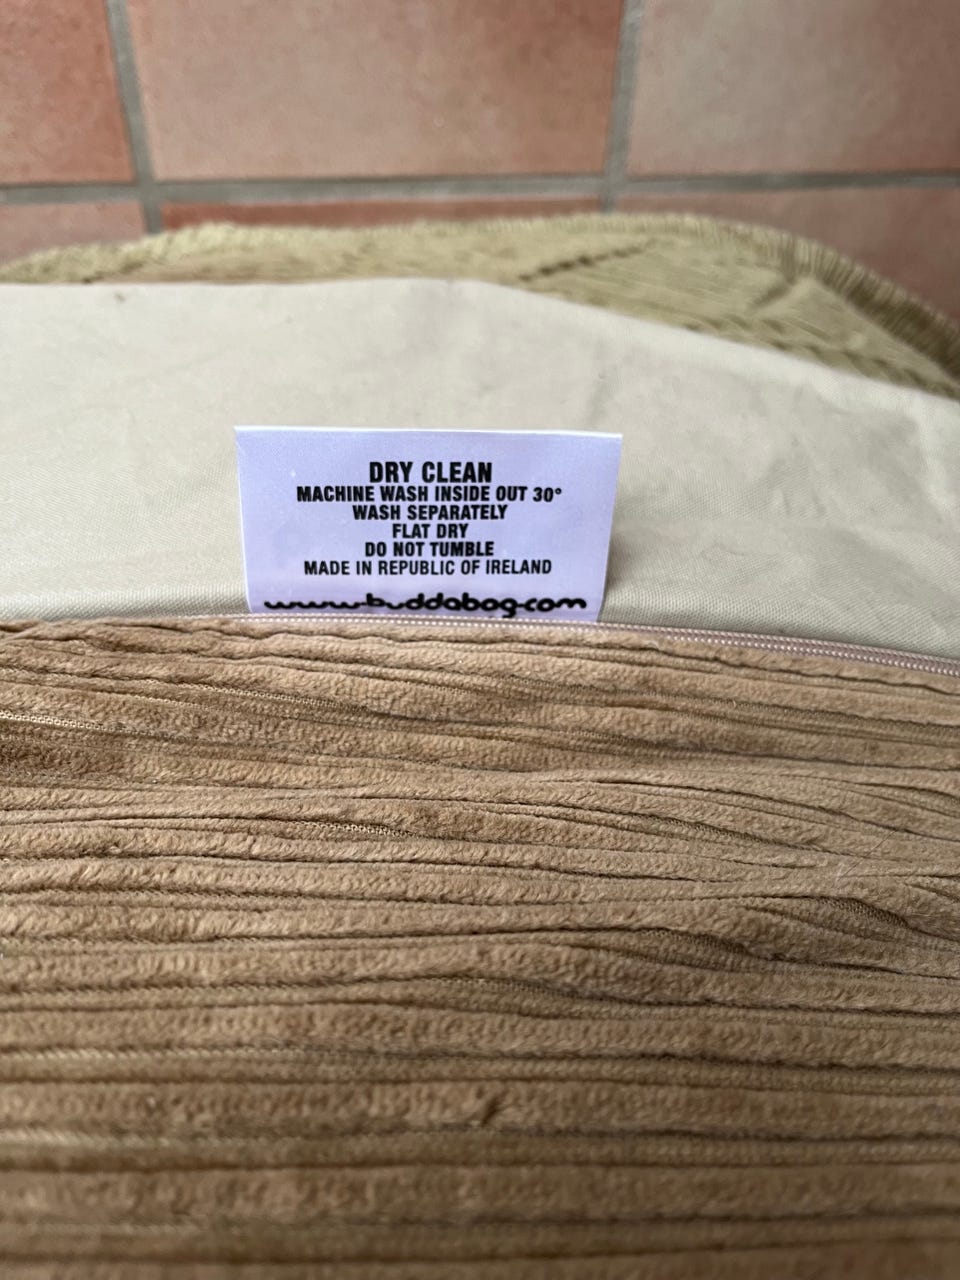 DRY CLEAN
MACHINE WASH INSIDE OUT 30°
WASH SEPARATELY
FLAT DRY
DO NOT TUMBLE
MADE IN REPUBLIC OF IRELAND
www.buddabag.com